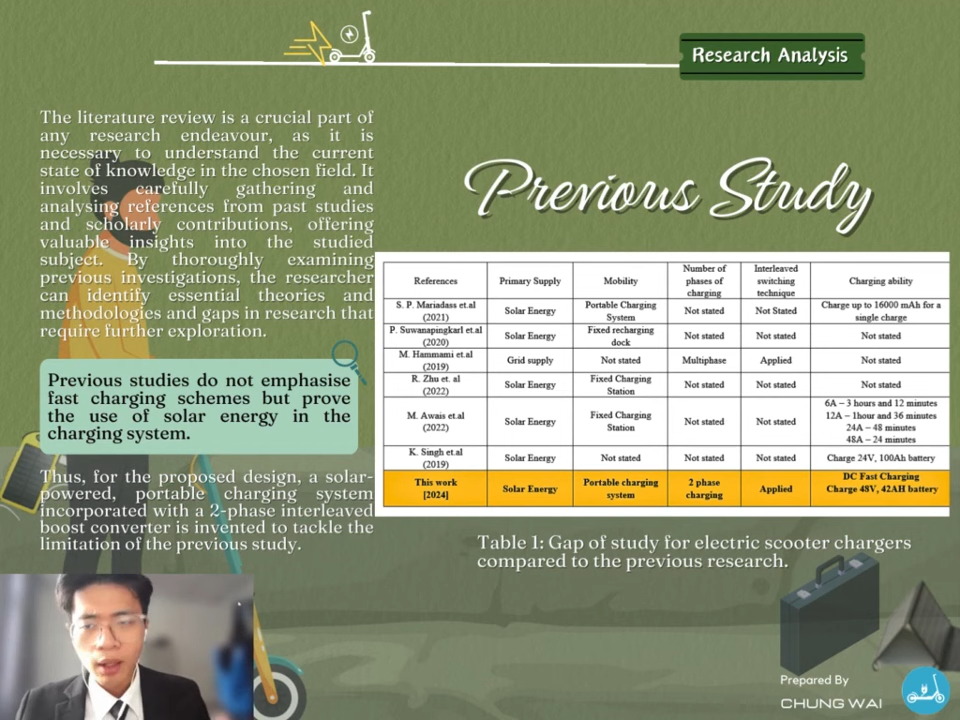 Research Analysis
The literature review is a crucial part of
any research endeavour, as it is
necessary to understand the current
state of knowledge in the chosen field. It
involves carefully gathering and
analysing references from past studies
and scholarly contributions, offering
valuable insights into the studied
subject. By thoroughly examining
previous investigations, the researcher
can identify essential theories and
methodologies and gaps in research that
require further exploration.
Previous studies do not emphasise
fast charging schemes but prove
the use of solar energy in the
charging system.
Thus, for the proposed design, a solar-
powered, portable charging system
incorporated with a 2-phase interleaved
boost converter is invented to tackle the
limitation of the previous study.
Previous Study
References Primary Supply Mobility Number of phases of charging Interleaved switching technique Charging ability
S. P. Mariadass et.al (2021) Solar Energy Portable Charging System Not stated Not Stated Charge up to 16000 mAh for a single charge
P. Suwanapingkarl et.al (2020) Solar Energy Fixed recharging dock Not stated Not stated Not stated
M. Hammami et.al (2019) Grid supply Not stated Multiphase Applied Not stated
R. Zhu et. al (2022) Solar Energy Fixed Charging Station Not stated Not stated Not stated
M. Awais et.al (2022) Solar Energy Fixed Charging Station Not stated Not stated 6A – 3 hours and 12 minutes
12A – 1hour and 36 minutes
24A – 48 minutes
48A – 24 minutes
K. Singh et.al (2019) Solar Energy Not stated Not stated Not stated Charge 24V, 100Ah battery
This work [2024] Solar Energy Portable charging system 2 phase charging Applied DC Fast Charging Charge 48V, 42AH battery
Table 1: Gap of study for electric scooter chargers
compared to the previous research.
Prepared By
CHUNG WAI